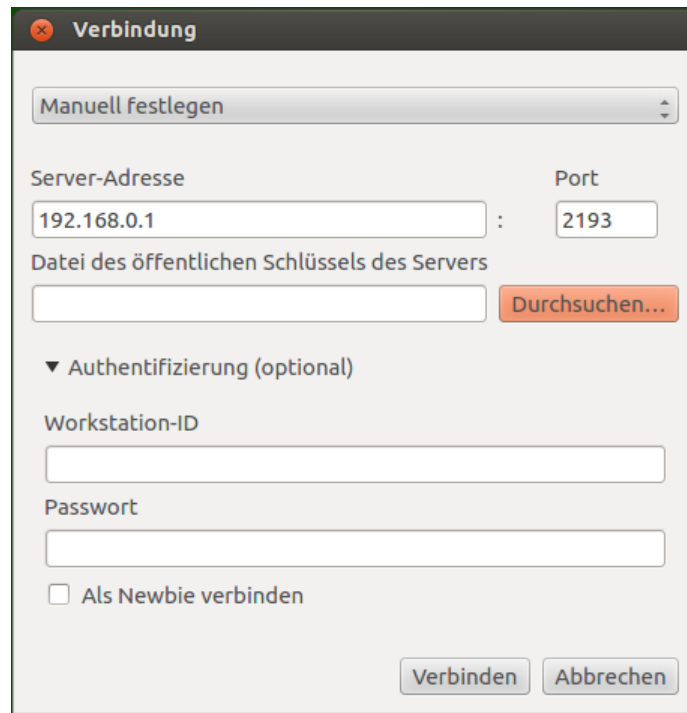 Verbindung
Manuell festlegen
Server-Adresse Port
192.168.0.1 : 2193
Datei des öffentlichen Schlüssels des Servers
Durchsuchen...
Authentifizierung (optional)
Workstation-ID
Passwort
Als Newbie verbinden
Verbinden Abbrechen